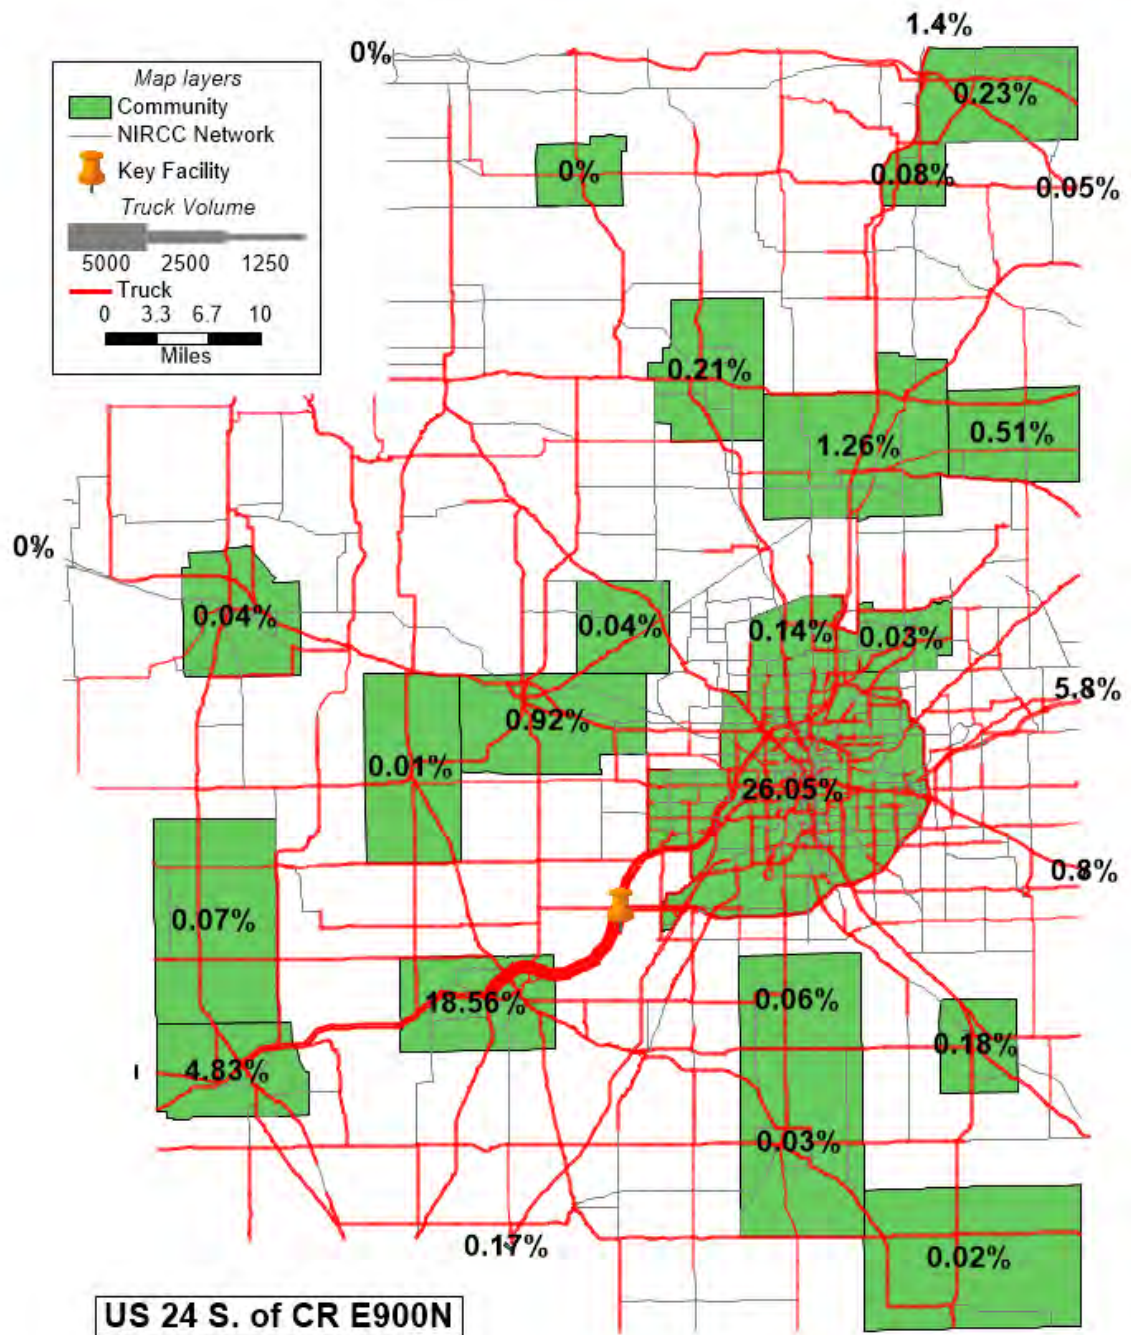 1.4%
0%
Map layers
Community
NIRCC Network
Key Facility
Truck Volume
5000 2500 1250
Truck
0 3.3 6.7 10
Miles
0.23%
0%
0.08%
0.05%
0.21%
1.26%
0.51%
0%
0.04%
0.04%
0.14%
0.03%
5.8%
0.92%
0.01%
26.05%
0.8%
0.07%
18.56%
0.06%
0.18%
4.83%
0.03%
0.17%
0.02%
US 24 S. of CR E900N